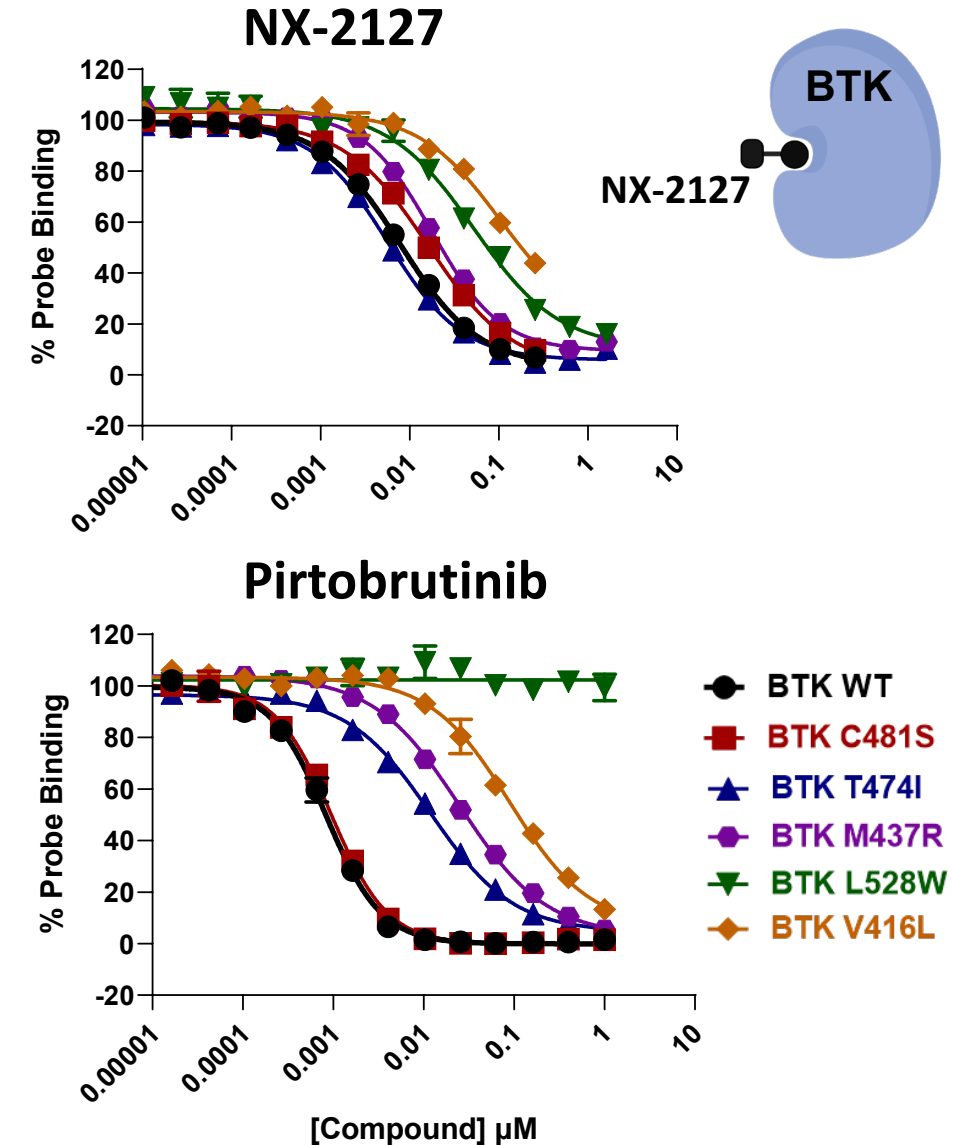 NX-2127
120
100
80
60
40
20
0
-20
% Probe Binding
0.00001
0.0001
0.001
0.01
0.1
1
10
BTK
NX-2127
Pirtobrutinib
120
100
80
60
40
20
0
-20
% Probe Binding
0.00001
0.0001
0.001
0.01
0.1
1
10
[Compound] µM
BTK WT
BTK C481S
BTK T474I
BTK M437R
BTK L528W
BTK V416L